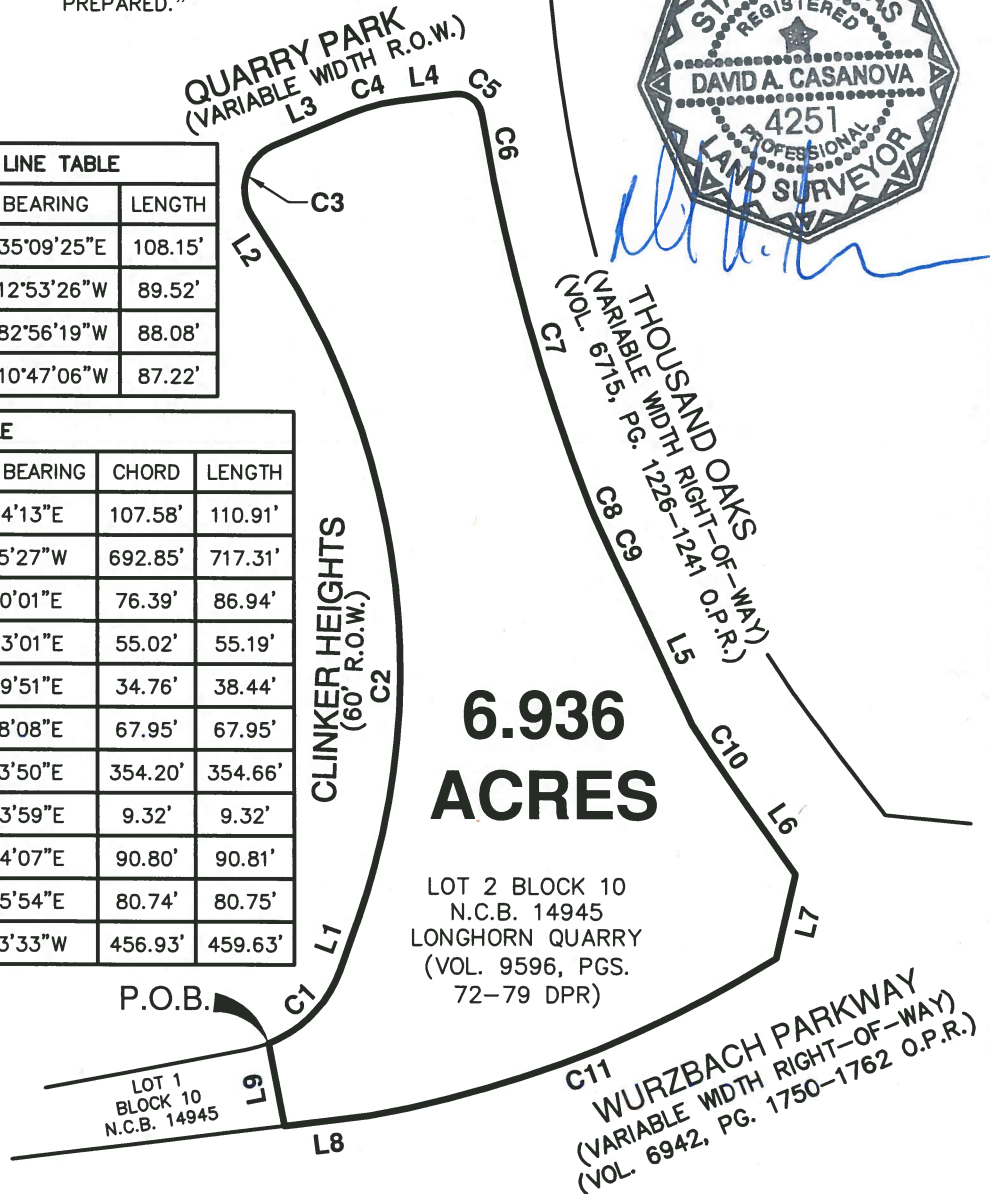 PREPARED."
QUARRY PARK
(VARIABLE WIDTH R.O.W.)
L3
C4
L4
C5
C6
C3
L2
REGISTERED
DAVID A. CASANOVA
4251
PROFESSIONAL
LAND SURVEYOR
LINE TABLE
BEARING LENGTH
35°09'25"E 108.15'
12°53'26"W 89.52'
82°56'19"W 88.08'
10°47'06"W 87.22'
E
BEARING CHORD LENGTH
4'13"E 107.58' 110.91'
5'27"W 692.85' 717.31'
0'01"E 76.39' 86.94'
3'01"E 55.02' 55.19'
9'51"E 34.76' 38.44'
8'08"E 67.95' 67.95'
3'50"E 354.20' 354.66'
3'59"E 9.32' 9.32'
4'07"E 90.80' 90.81'
5'54"E 80.74' 80.75'
3'33"W 456.93' 459.63'
CLINKER HEIGHTS
(60' R.O.W.)
C2
C7
THOUSAND OAKS
(VARIABLE WIDTH RIGHT-OF-WAY)
(VOL. 6715, PG. 1226-1241 O.P.R.)
C8
C9
L5
C10
L6
L7
6.936
ACRES
LOT 2 BLOCK 10
N.C.B. 14945
LONGHORN QUARRY
(VOL. 9596, PGS.
72-79 DPR)
L1
C1
P.O.B.
LOT 1
BLOCK 10
N.C.B. 14945
L9
L8
C11
WURZBACH PARKWAY
(VARIABLE WIDTH RIGHT-OF-WAY)
(VOL. 6942, PG. 1750-1762 O.P.R.)